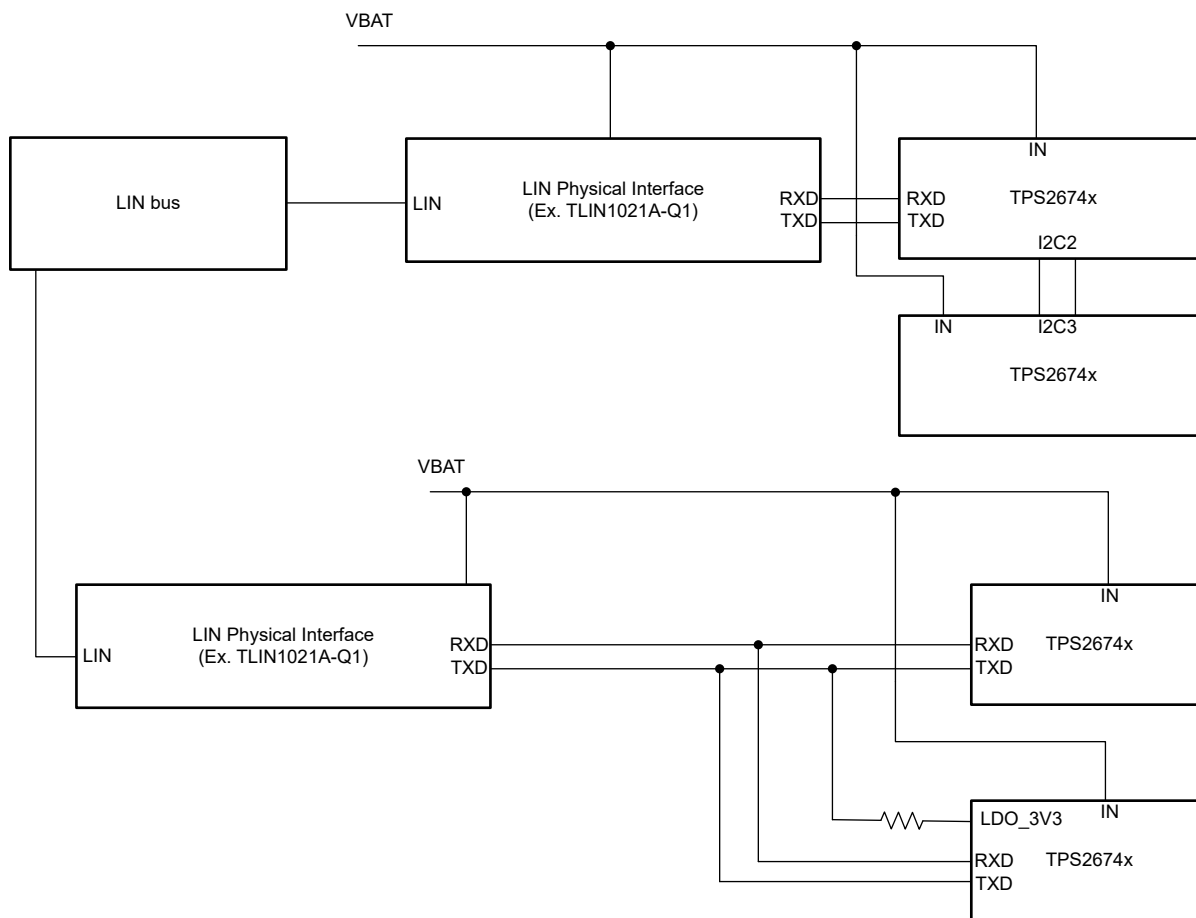 VBAT
LIN bus
LIN
LIN Physical Interface
(Ex. TLIN1021A-Q1)
RXD
TXD
IN
RXD
TXD
TPS2674x
I2C2
IN
I2C3
TPS2674x
VBAT
LIN
LIN Physical Interface
(Ex. TLIN1021A-Q1)
RXD
TXD
IN
RXD
TXD
TPS2674x
IN
LDO_3V3
RXD
TXD
TPS2674x